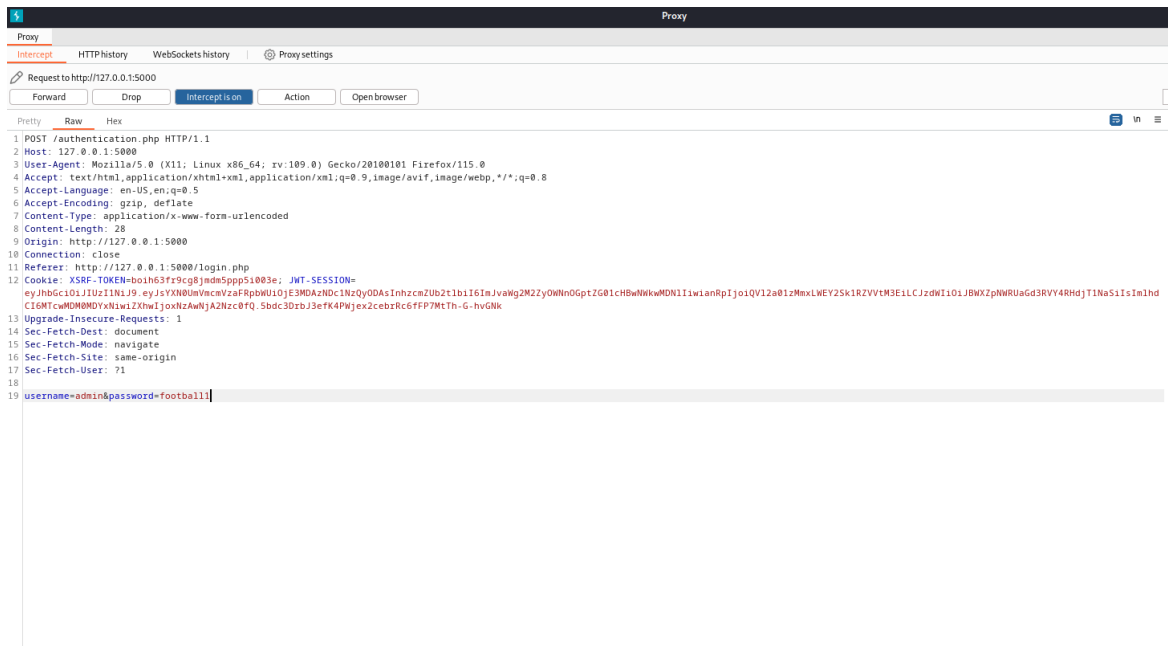 Proxy
Proxy
Intercept HTTP history WebSockets history Proxy settings
Request to http://127.0.0.1:5000
Forward Drop Intercept is on Action Open browser
Pretty Raw Hex \n
1 POST /authentication.php HTTP/1.1
2 Host: 127.0.0.1:5000
3 User-Agent: Mozilla/5.0 (X11; Linux x86_64; rv:109.0) Gecko/20100101 Firefox/115.0
4 Accept: text/html,application/xhtml+xml,application/xml;q=0.9,image/avif,image/webp,*/*;q=0.8
5 Accept-Language: en-US,en;q=0.5
6 Accept-Encoding: gzip, deflate
7 Content-Type: application/x-www-form-urlencoded
8 Content-Length: 28
9 Origin: http://127.0.0.1:5000
10 Connection: close
11 Referer: http://127.0.0.1:5000/login.php
12 Cookie: XSRF-TOKEN=boih63fr9cg8jmdm5ppp5i003e; JWT-SESSION=
13 Upgrade-Insecure-Requests: 1
14 Sec-Fetch-Dest: document
15 Sec-Fetch-Mode: navigate
16 Sec-Fetch-Site: same-origin
17 Sec-Fetch-User: ?1
18
19 username=admin&password=football1